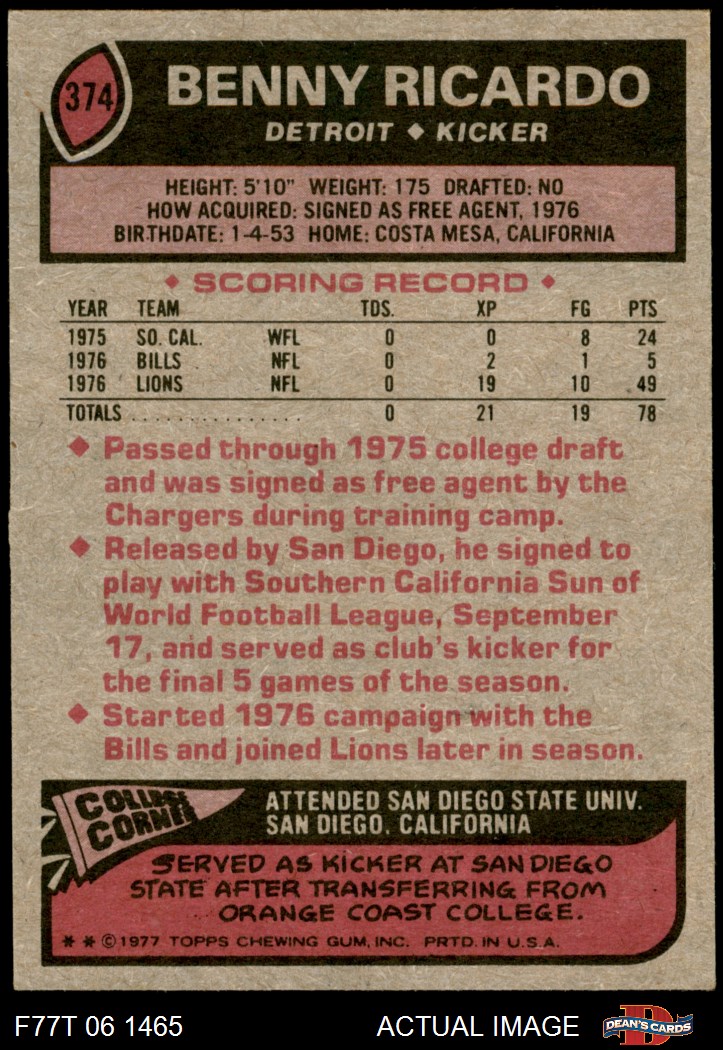 374
BENNY RICARDO
DETROIT ◆ KICKER
HEIGHT: 5'10" WEIGHT: 175 DRAFTED: NO
HOW ACQUIRED: SIGNED AS FREE AGENT, 1976
BIRTHDATE: 1-4-53 HOME: COSTA MESA, CALIFORNIA
◆ SCORING RECORD ◆
YEAR TEAM TDS. XP FG PTS
1975 SO. CAL. WFL 0 0 8 24
1976 BILLS NFL 0 2 1 5
1976 LIONS NFL 0 19 10 49
TOTALS ............... 0 21 19 78
◆ Passed through 1975 college draft
and was signed as free agent by the
Chargers during training camp.
◆ Released by San Diego, he signed to
play with Southern California Sun of
World Football League, September
17, and served as club's kicker for
the final 5 games of the season.
◆ Started 1976 campaign with the
Bills and joined Lions later in season.
COLLEGE
CORNER
ATTENDED SAN DIEGO STATE UNIV.
SAN DIEGO, CALIFORNIA
SERVED AS KICKER AT SAN DIEGO
STATE AFTER TRANSFERRING FROM
ORANGE COAST COLLEGE.
* * © 1977 TOPPS CHEWING GUM, INC. PRTD. IN U.S.A.
F77T 06 1465 ACTUAL IMAGE
D
DEAN'S CARDS